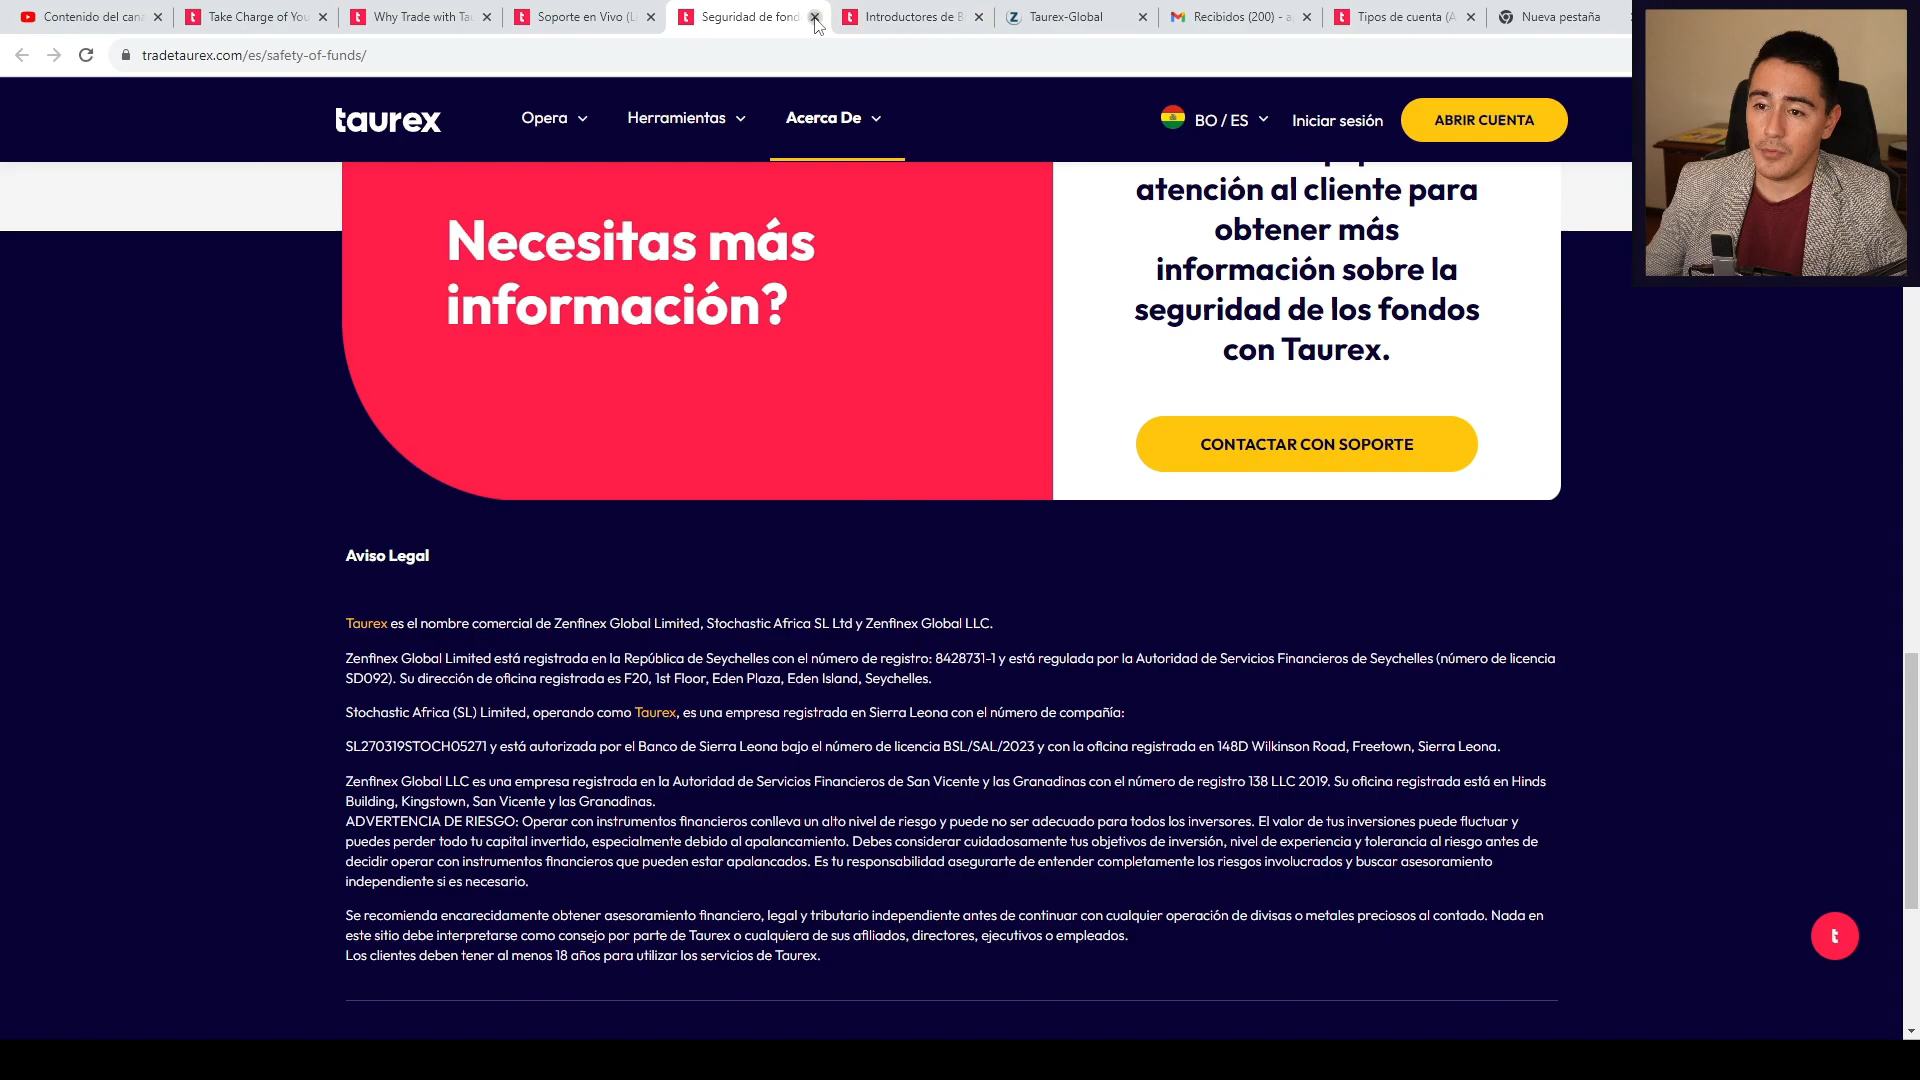 Contenido del can
Take Charge of You
Why Trade with Tau
Soporte en Vivo (L
Seguridad de fond
Introductores de B
Taurex-Global
Recibidos (200) - a
Tipos de cuenta (A
Nueva pestaña
tradetaurex.com/es/safety-of-funds/
taurex
Opera
Herramientas
Acerca De
BO / ES
Iniciar sesión
ABRIR CUENTA
Necesitas más
información?
atención al cliente para
obtener más
información sobre la
seguridad de los fondos
con Taurex.
CONTACTAR CON SOPORTE
Aviso Legal
Taurex es el nombre comercial de Zenfinex Global Limited, Stochastic Africa SL Ltd y Zenfinex Global LLC.
Zenfinex Global Limited está registrada en la República de Seychelles con el número de registro: 8428731-1 y está regulada por la Autoridad de Servicios Financieros de Seychelles (número de licencia
SD092). Su dirección de oficina registrada es F20, 1st Floor, Eden Plaza, Eden Island, Seychelles.
Stochastic Africa (SL) Limited, operando como Taurex, es una empresa registrada en Sierra Leona con el número de compañía:
SL270319STOCH05271 y está autorizada por el Banco de Sierra Leona bajo el número de licencia BSL/SAL/2023 y con la oficina registrada en 148D Wilkinson Road, Freetown, Sierra Leona.
Zenfinex Global LLC es una empresa registrada en la Autoridad de Servicios Financieros de San Vicente y las Granadinas con el número de registro 138 LLC 2019. Su oficina registrada está en Hinds
Building, Kingstown, San Vicente y las Granadinas.
ADVERTENCIA DE RIESGO: Operar con instrumentos financieros conlleva un alto nivel de riesgo y puede no ser adecuado para todos los inversores. El valor de tus inversiones puede fluctuar y
puedes perder todo tu capital invertido, especialmente debido al apalancamiento. Debes considerar cuidadosamente tus objetivos de inversión, nivel de experiencia y tolerancia al riesgo antes de
decidir operar con instrumentos financieros que pueden estar apalancados. Es tu responsabilidad asegurarte de entender completamente los riesgos involucrados y buscar asesoramiento
independiente si es necesario.
Se recomienda encarecidamente obtener asesoramiento financiero, legal y tributario independiente antes de continuar con cualquier operación de divisas o metales preciosos al contado. Nada en
este sitio debe interpretarse como consejo por parte de Taurex o cualquiera de sus afiliados, directores, ejecutivos o empleados.
Los clientes deben tener al menos 18 años para utilizar los servicios de Taurex.
t